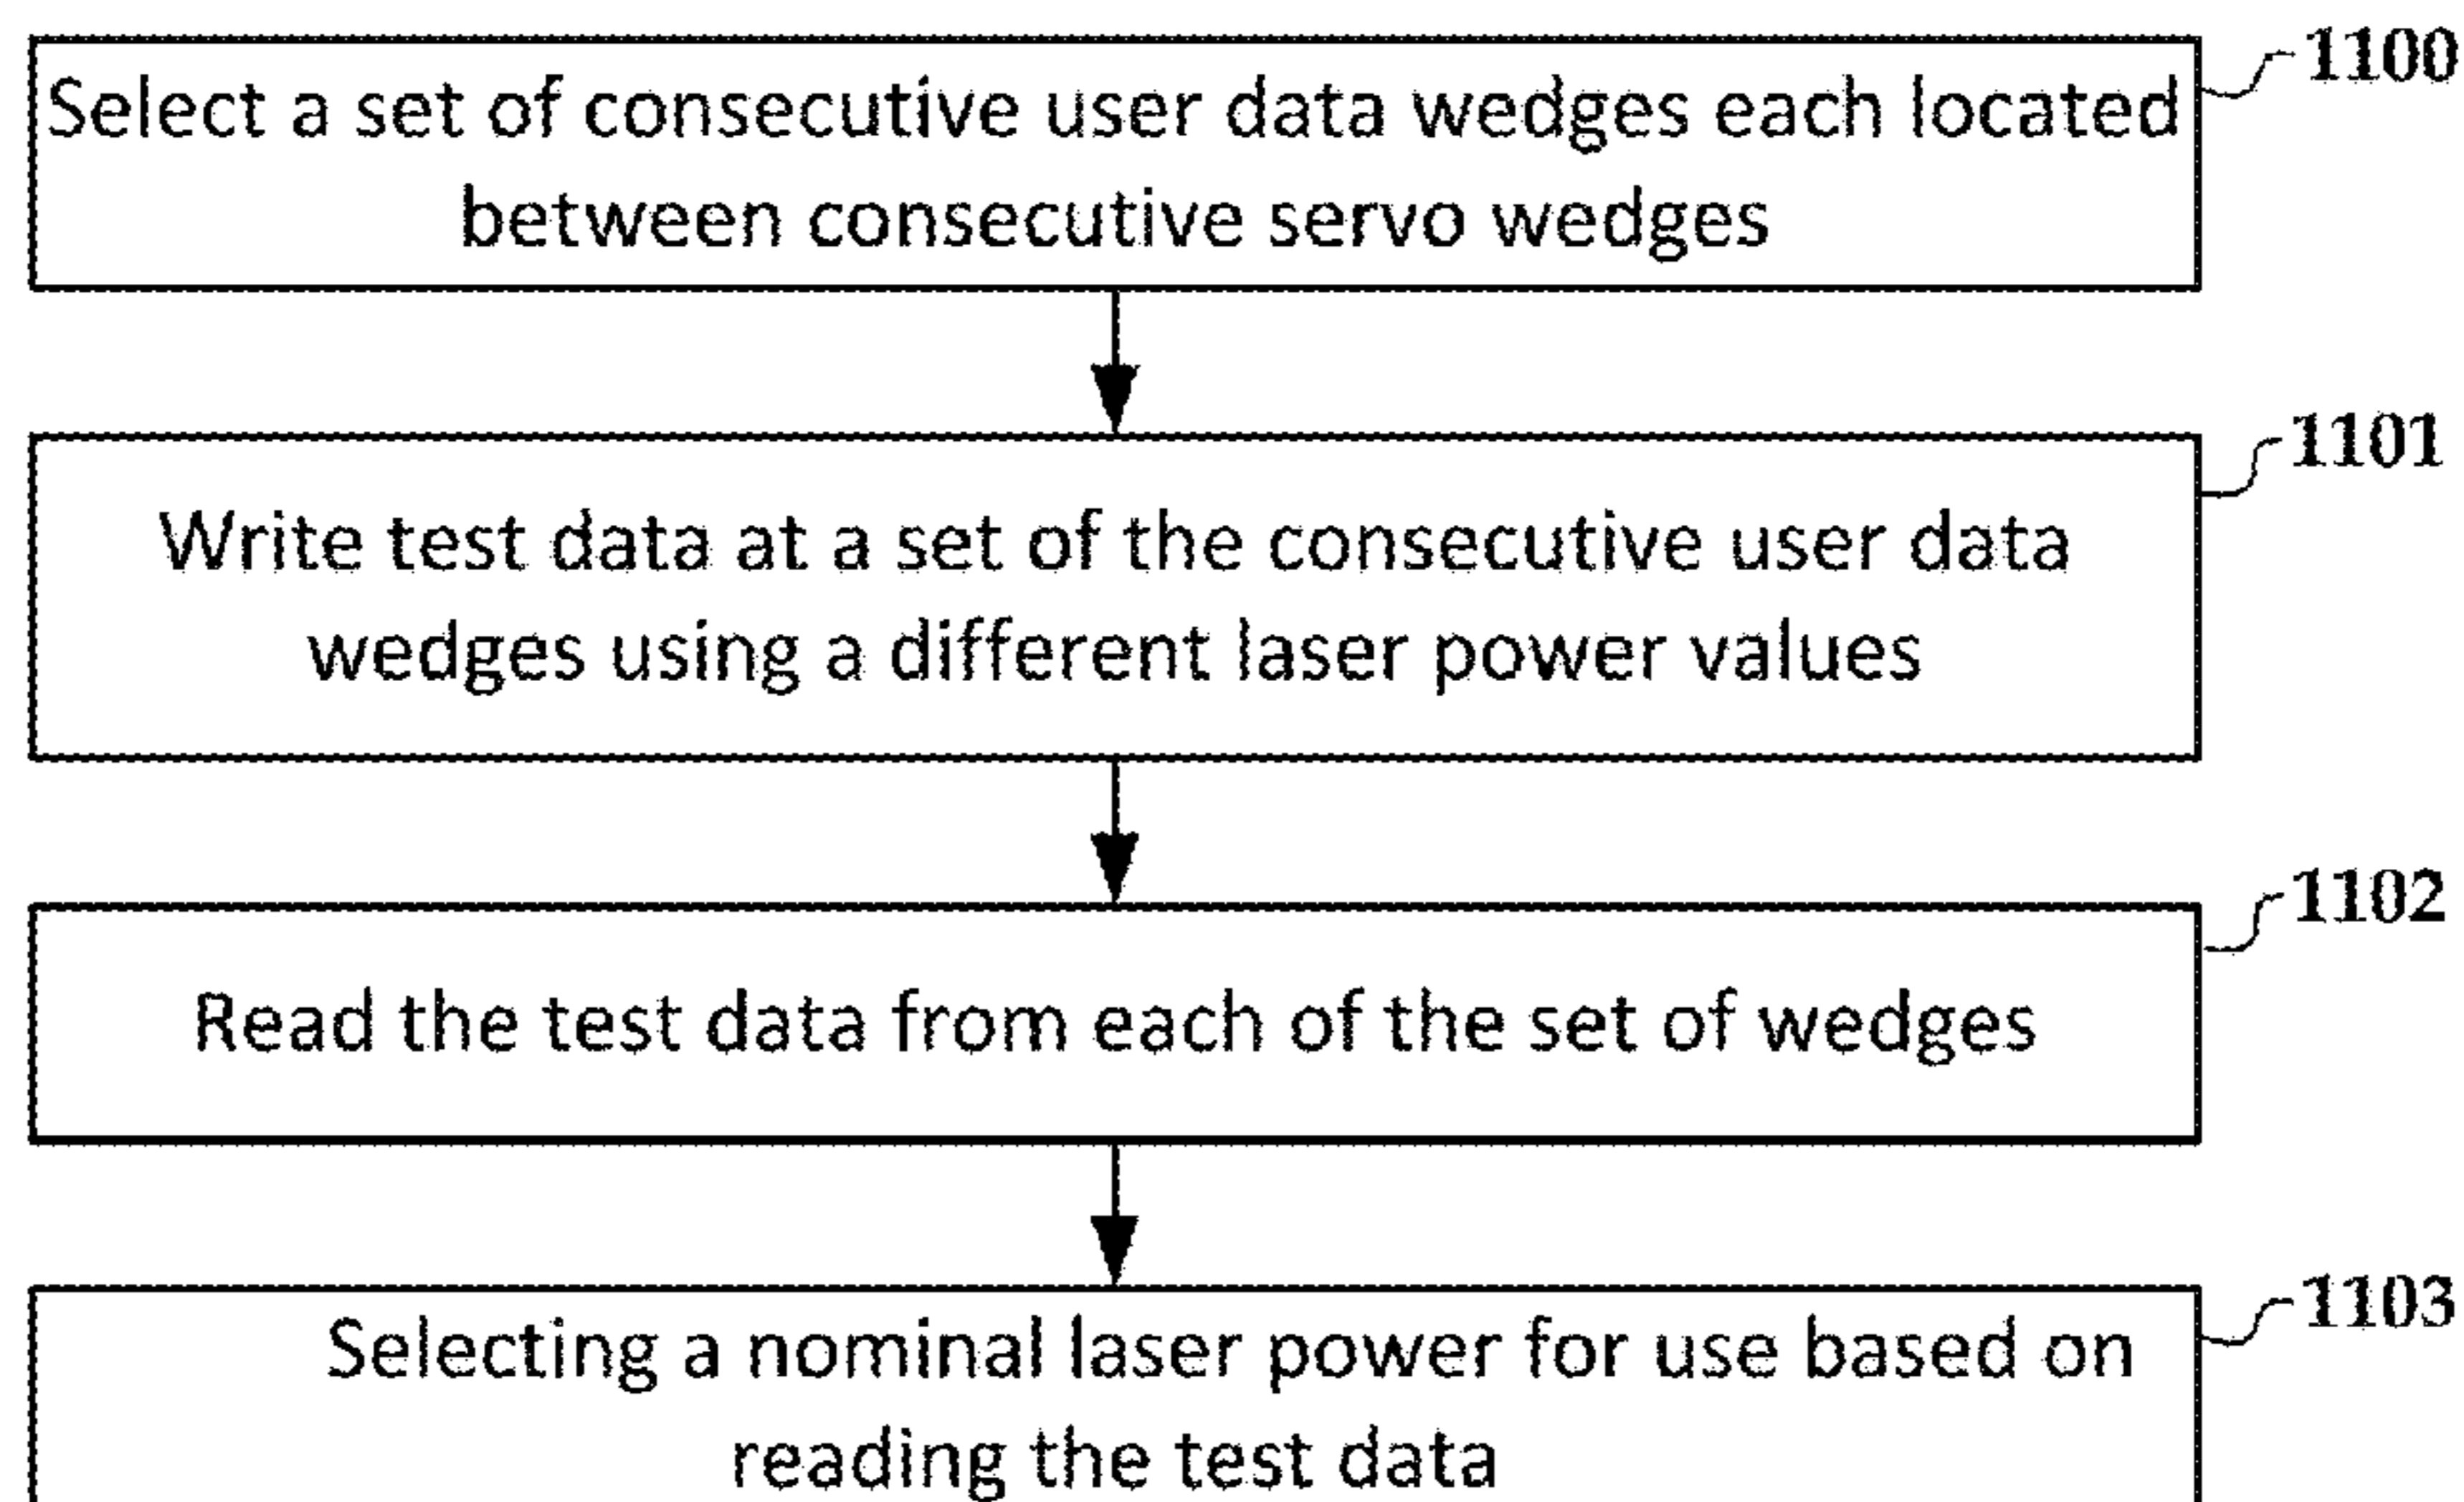 1100
Select a set of consecutive user data wedges each located
between consecutive servo wedges
1101
Write test data at a set of the consecutive user data
wedges using a different laser power values
1102
Read the test data from each of the set of wedges
1103
Selecting a nominal laser power for use based on
reading the test data